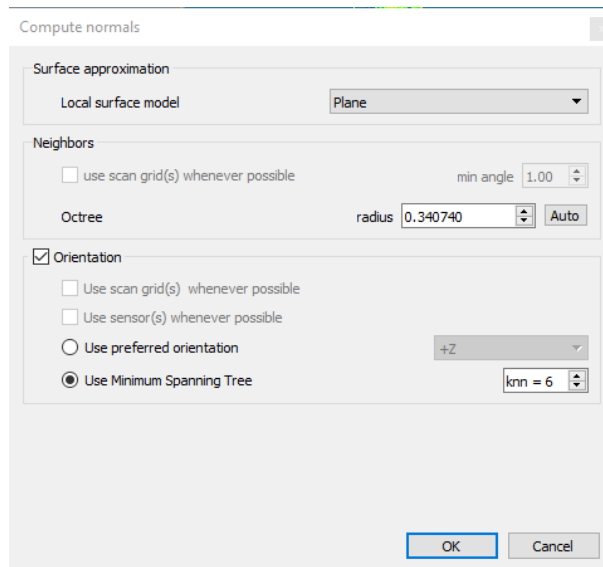 Compute normals
Surface approximation
Local surface model Plane
Neighbors
use scan grid(s) whenever possible min angle 1.00
Octree radius 0.340740 Auto
Orientation
Use scan grid(s) whenever possible
Use sensor(s) whenever possible
Use preferred orientation +Z
Use Minimum Spanning Tree knn = 6
OK Cancel